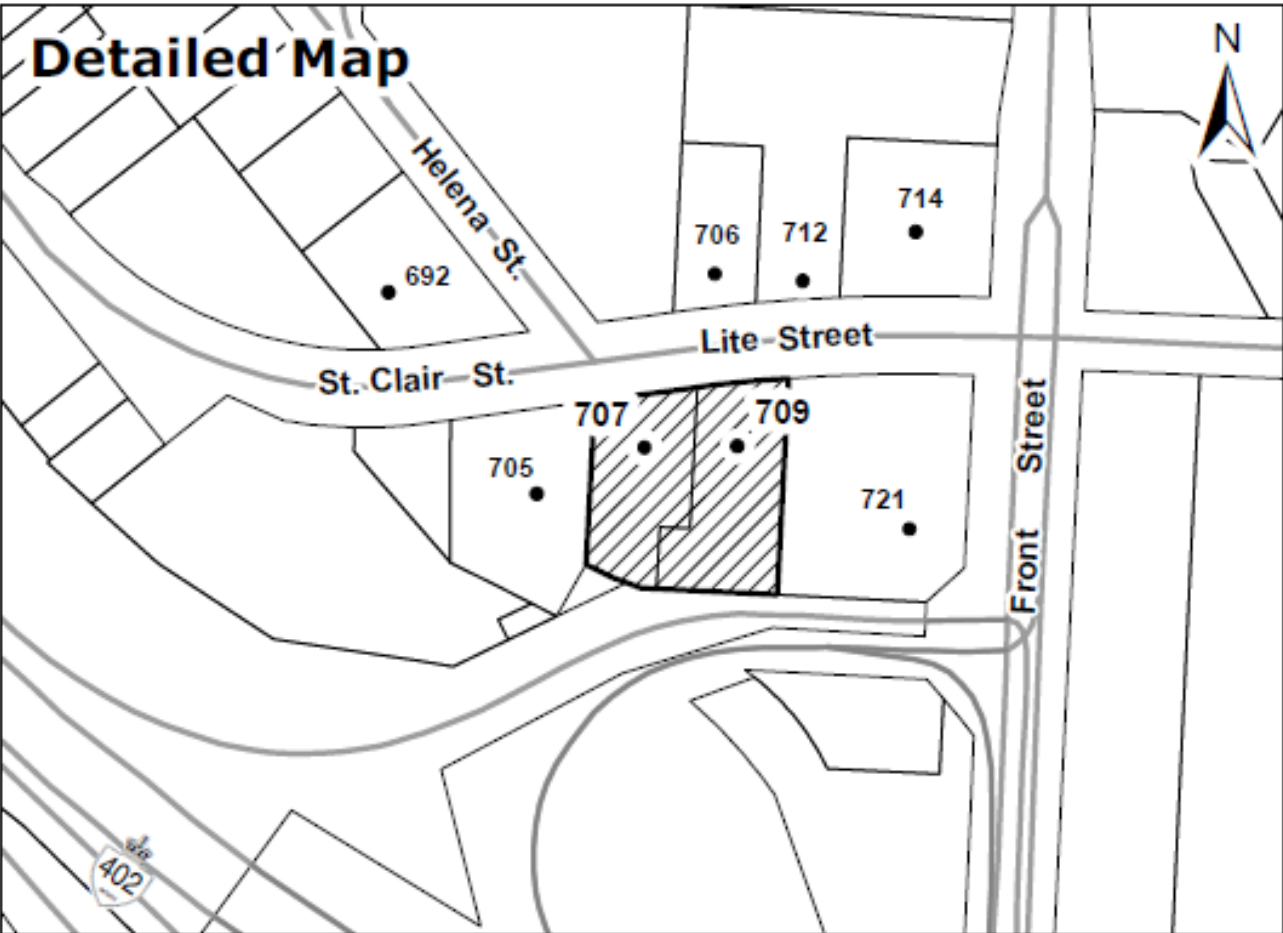 Detailed Map
N
Helena St.
714
706
712
692
Lite Street
St. Clair St.
707
709
705
721
Front Street
402